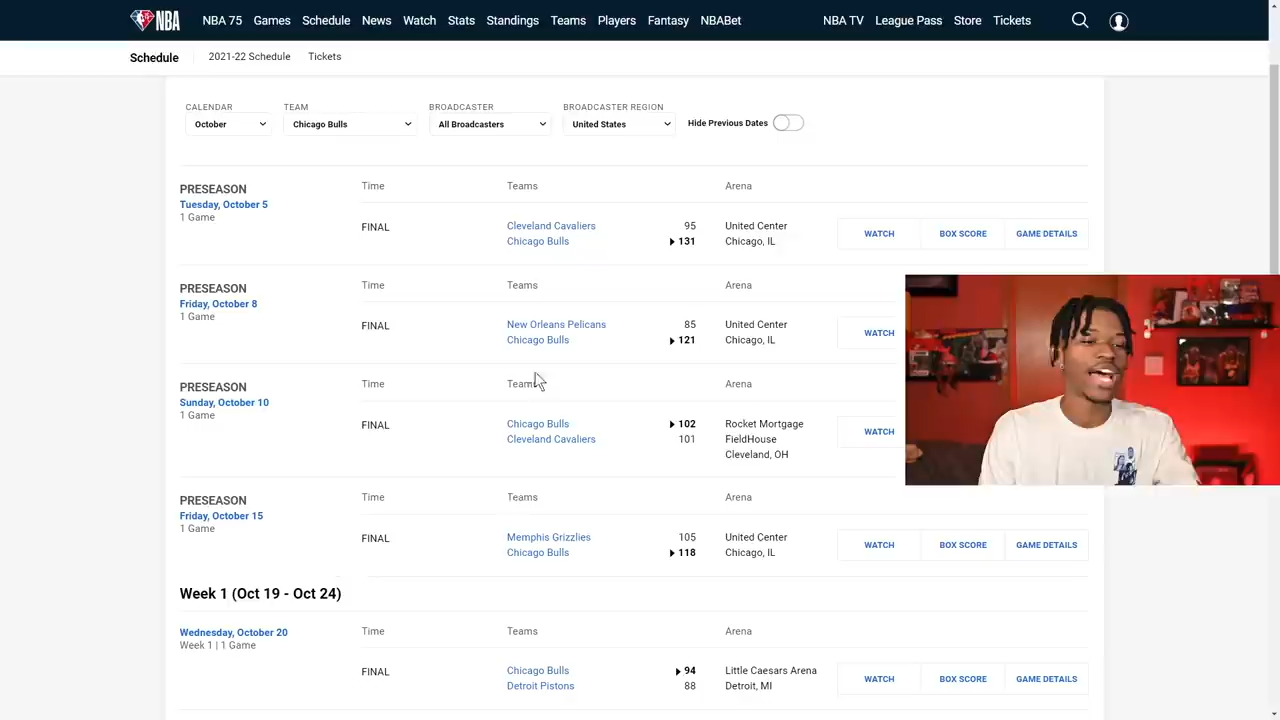 NBA NBA 75 Games Schedule News Watch Stats Standings Teams Players Fantasy NBABet NBA TV League Pass Store Tickets
Schedule 2021-22 Schedule Tickets
CALENDAR TEAM BROADCASTER BROADCASTER REGION
October Chicago Bulls All Broadcasters United States Hide Previous Dates
PRESEASON Time Teams Arena
Tuesday, October 5
1 Game
FINAL Cleveland Cavaliers 95 United Center WATCH BOX SCORE GAME DETAILS
Chicago Bulls 131 Chicago, IL
PRESEASON Time Teams Arena
Friday, October 8
1 Game
FINAL New Orleans Pelicans 85 United Center WATCH
Chicago Bulls 121 Chicago, IL
PRESEASON Time Teams Arena
Sunday, October 10
1 Game
FINAL Chicago Bulls 102 Rocket Mortgage WATCH
Cleveland Cavaliers 101 FieldHouse
Cleveland, OH
PRESEASON Time Teams Arena
Friday, October 15
1 Game
FINAL Memphis Grizzlies 105 United Center WATCH BOX SCORE GAME DETAILS
Chicago Bulls 118 Chicago, IL
Week 1 (Oct 19 - Oct 24)
Wednesday, October 20 Time Teams Arena
Week 1 | 1 Game
FINAL Chicago Bulls 94 Little Caesars Arena WATCH BOX SCORE GAME DETAILS
Detroit Pistons 88 Detroit, MI